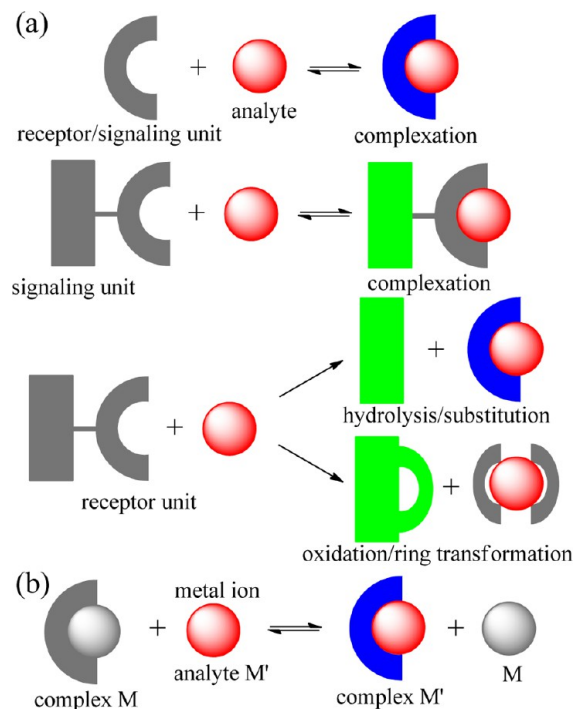 (a)
+
analyte
receptor/signaling unit
complexation
+
signaling unit
complexation
+
hydrolysis/substitution
+
receptor unit
+
oxidation/ring transformation
(b)
metal ion
+
+
analyte M'
M
complex M
complex M'